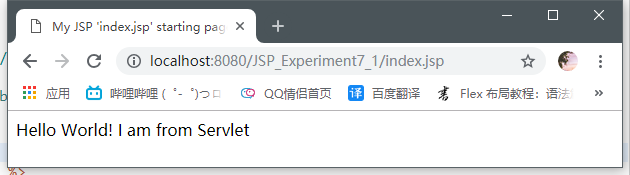 My JSP 'index.jsp' starting pag
localhost:8080/JSP_Experiment7_1/index.jsp
应用 哔哩哔哩 ( ゜- ゜)つロ QQ情侣首页 译 百度翻译 书 Flex 布局教程：语法 »
Hello World! I am from Servlet
%>